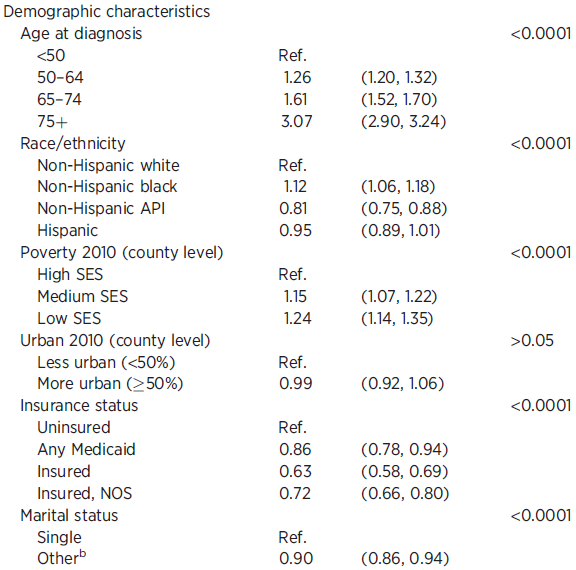 Demographic characteristics
Age at diagnosis <0.0001
<50 Ref.
50–64 1.26 (1.20, 1.32)
65–74 1.61 (1.52, 1.70)
75+ 3.07 (2.90, 3.24)
Race/ethnicity <0.0001
Non-Hispanic white Ref.
Non-Hispanic black 1.12 (1.06, 1.18)
Non-Hispanic API 0.81 (0.75, 0.88)
Hispanic 0.95 (0.89, 1.01)
Poverty 2010 (county level) <0.0001
High SES Ref.
Medium SES 1.15 (1.07, 1.22)
Low SES 1.24 (1.14, 1.35)
Urban 2010 (county level) >0.05
Less urban (<50%) Ref.
More urban (≥50%) 0.99 (0.92, 1.06)
Insurance status <0.0001
Uninsured Ref.
Any Medicaid 0.86 (0.78, 0.94)
Insured 0.63 (0.58, 0.69)
Insured, NOS 0.72 (0.66, 0.80)
Marital status <0.0001
Single Ref.
Otherᵇ 0.90 (0.86, 0.94)